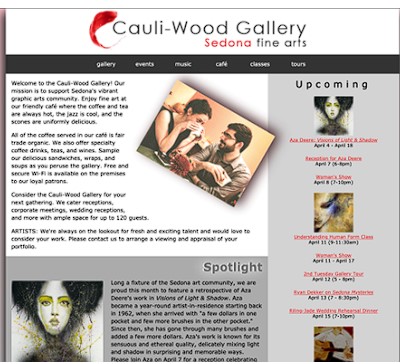 Cauli-Wood Gallery
Sedona fine arts
gallery events music café classes tours
Welcome to the Cauli-Wood Gallery! Our
mission is to support Sedona's vibrant
graphic arts community. Enjoy fine art at
our friendly café where the coffee and tea
are always hot, the jazz is cool, and the
scones are uniformly delicious.
All of the coffee served in our café is fair
trade organic. We also offer specialty
coffee drinks, teas, and wines. Sample
our delicious sandwiches, wraps, and
soups as you peruse the gallery. Free and
secure Wi-Fi is available on the premises
to our loyal patrons.
Consider the Cauli-Wood Gallery for your
next gathering. We cater receptions,
corporate meetings, wedding receptions,
and more with ample space for up to 120 guests.
ARTISTS: We're always on the lookout for fresh and exciting talent and would love to
consider your work. Please contact us to arrange a viewing and appraisal of your
portfolio.
Spotlight
Long a fixture of the Sedona art community, we are
proud this month to feature a retrospective of Aza
Deere's work in Visions of Light & Shadow. Aza
became a year-round artist-in-residence starting back
in 1962, when she arrived with "a few dollars in one
pocket and few more brushes in the other pocket."
Since then, she has gone through many brushes and
added a few more dollars. Aza's work is known for its
sensuous and ethereal quality, delicately mixing light
and shadow in surprising and memorable ways.
Please join Aza on April 7 for a reception celebrating
Upcoming
Aza Deere: Visions of Light & Shadow
April 4 - April 18
Reception for Aza Deere
April 7 (6-8pm)
Woman's Show
April 8 (7-10pm)
Understanding Human Form Class
April 11 (9-11:30am)
Woman's Show
April 11 - April 17
2nd Tuesday Gallery Tour
April 12 (5 - 8pm)
Ryan Dekker on Sedona Mysteries
April 13 (7 - 8:30pm)
Rehearsal Dinner
April 15 (7-10pm)